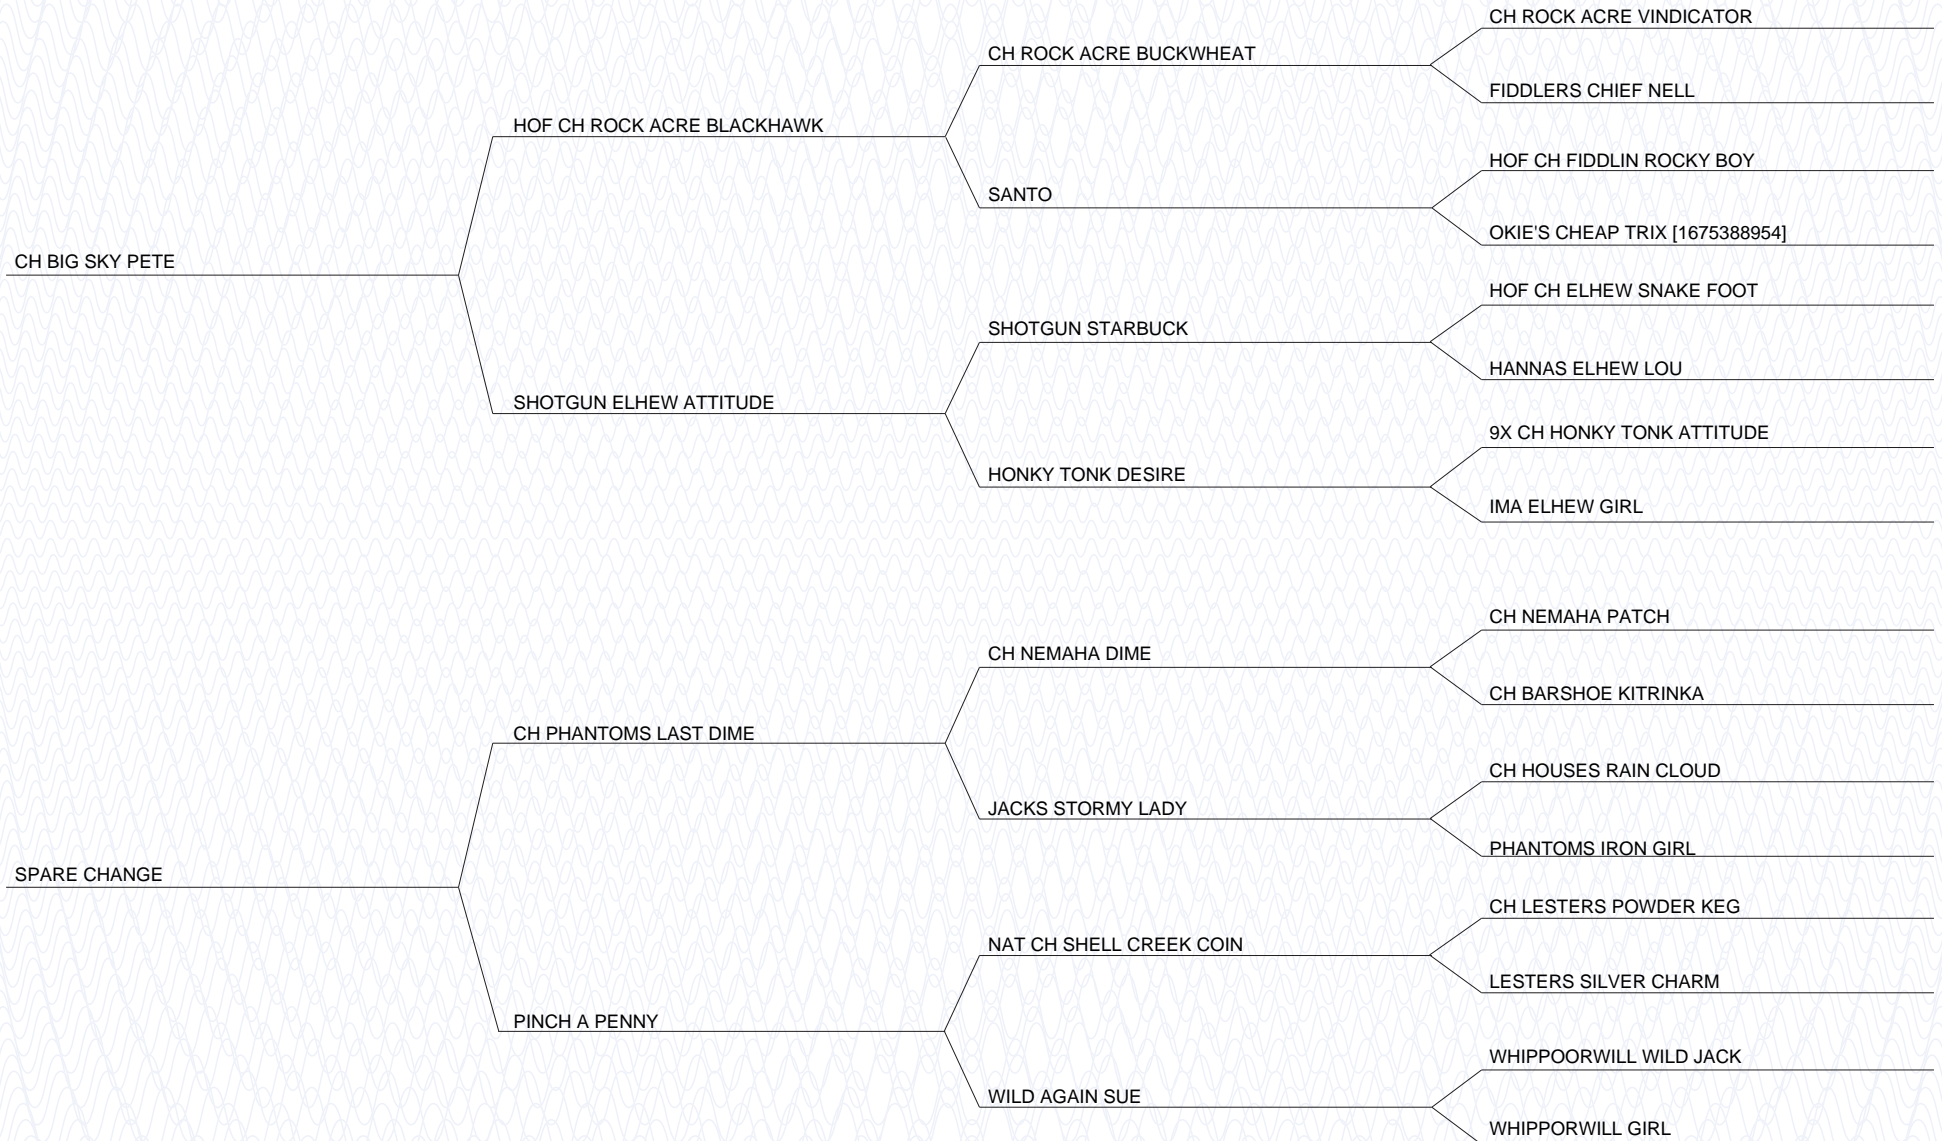 CH ROCK ACRE VINDICATOR
CH ROCK ACRE BUCKWHEAT
FIDDLERS CHIEF NELL
HOF CH ROCK ACRE BLACKHAWK
HOF CH FIDDLIN ROCKY BOY
SANTO
OKIE'S CHEAP TRIX [1675388954]
CH BIG SKY PETE
HOF CH ELHEW SNAKE FOOT
SHOTGUN STARBUCK
HANNAS ELHEW LOU
SHOTGUN ELHEW ATTITUDE
9X CH HONKY TONK ATTITUDE
HONKY TONK DESIRE
IMA ELHEW GIRL
CH NEMAHA PATCH
CH NEMAHA DIME
CH BARSHOE KITRINKA
CH PHANTOMS LAST DIME
CH HOUSES RAIN CLOUD
JACKS STORMY LADY
PHANTOMS IRON GIRL
SPARE CHANGE
CH LESTERS POWDER KEG
NAT CH SHELL CREEK COIN
LESTERS SILVER CHARM
PINCH A PENNY
WHIPPOORWILL WILD JACK
WILD AGAIN SUE
WHIPPORWILL GIRL